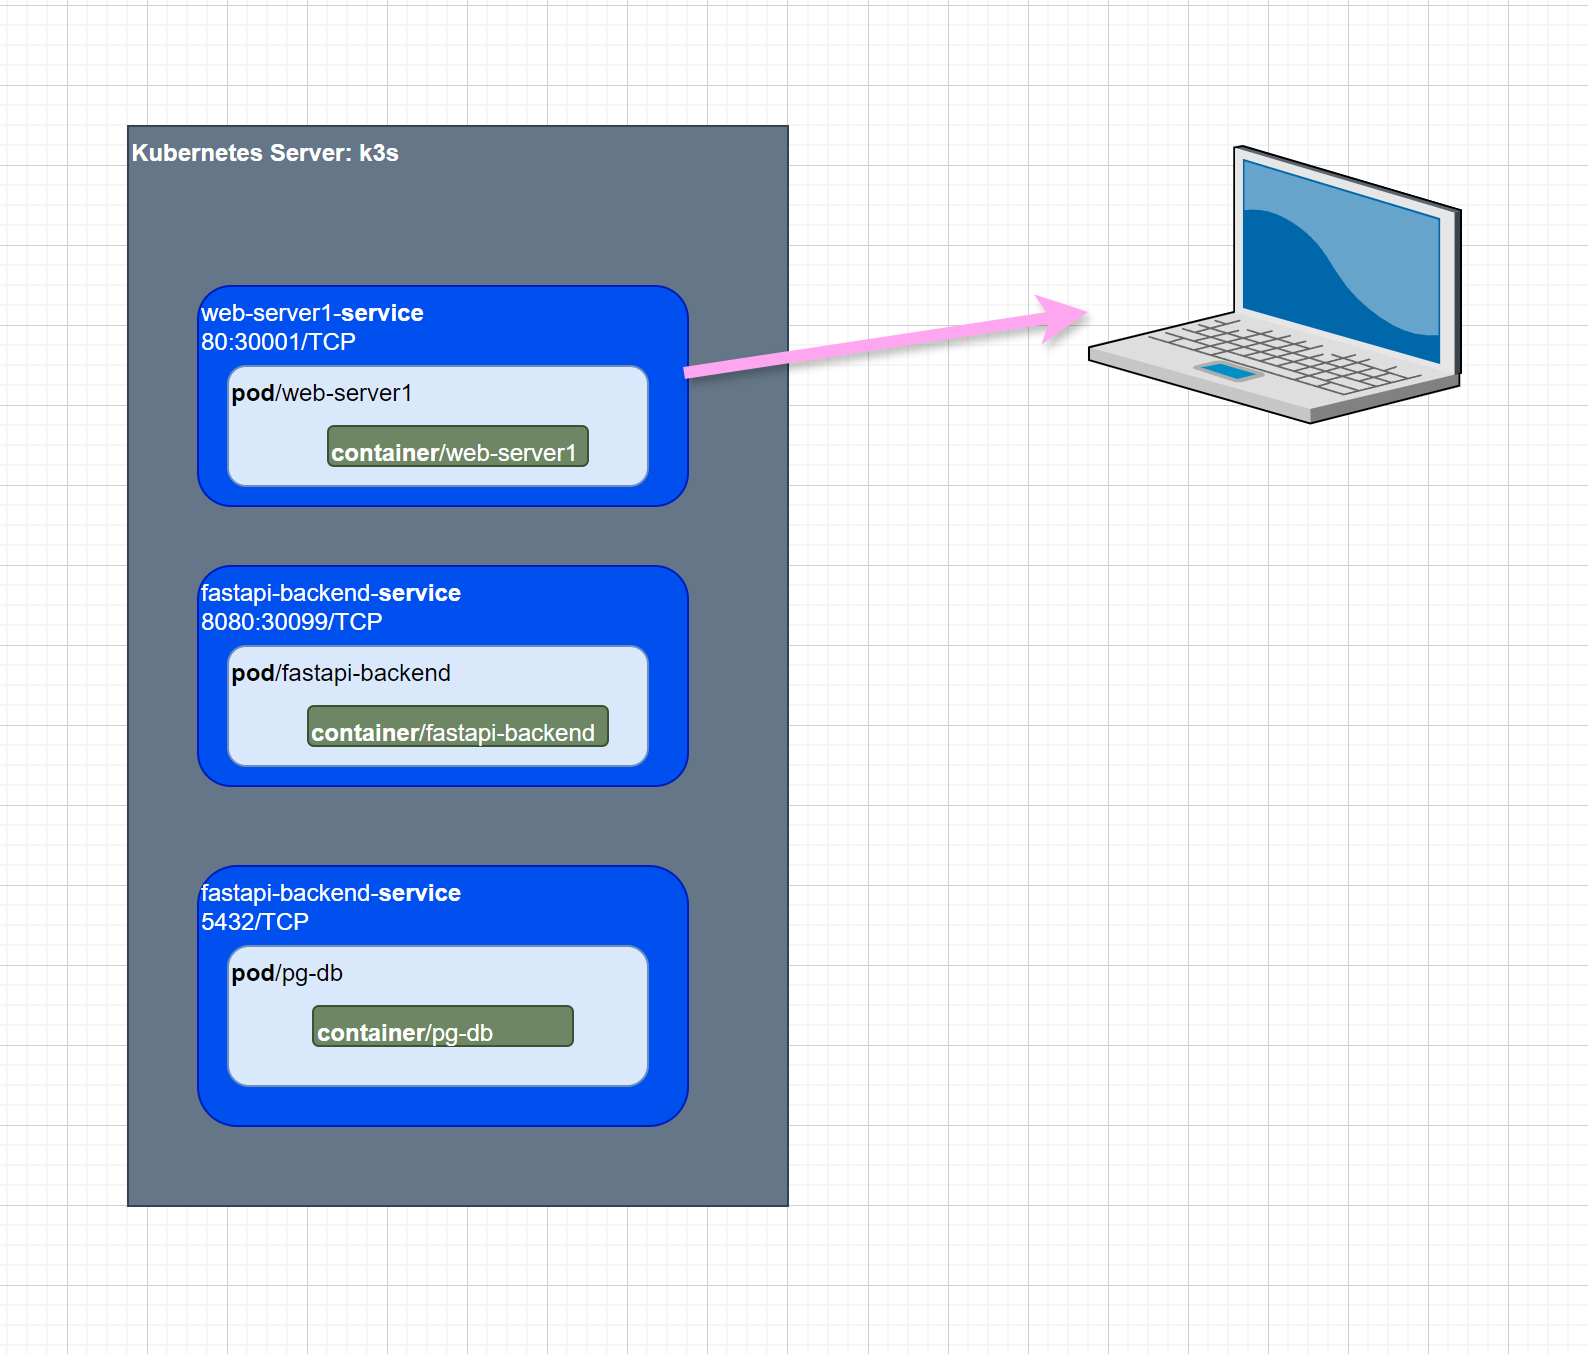 Kubernetes Server: k3s
web-server1-service
80:30001/TCP
pod/web-server1
container/web-server1
fastapi-backend-service
8080:30099/TCP
pod/fastapi-backend
container/fastapi-backend
fastapi-backend-service
5432/TCP
pod/pg-db
container/pg-db